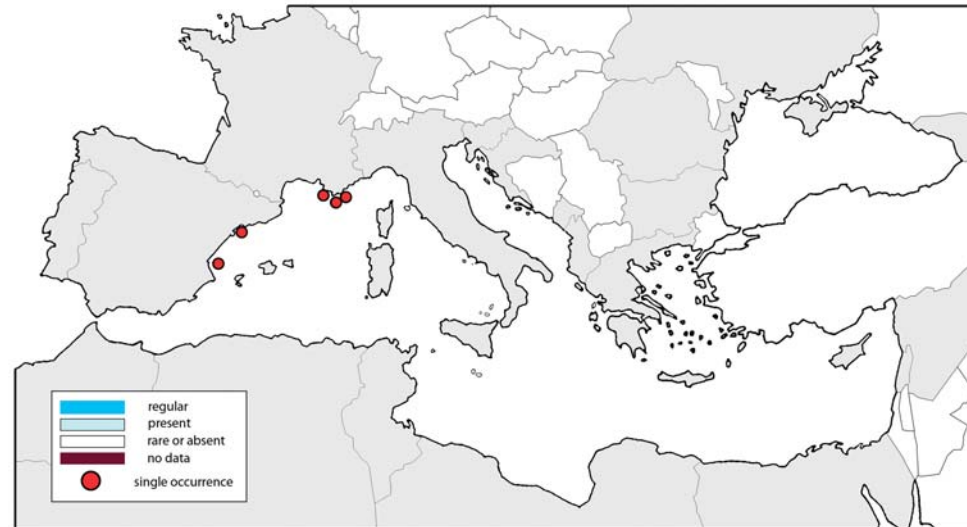 regular
present
rare or absent
no data
single occurrence